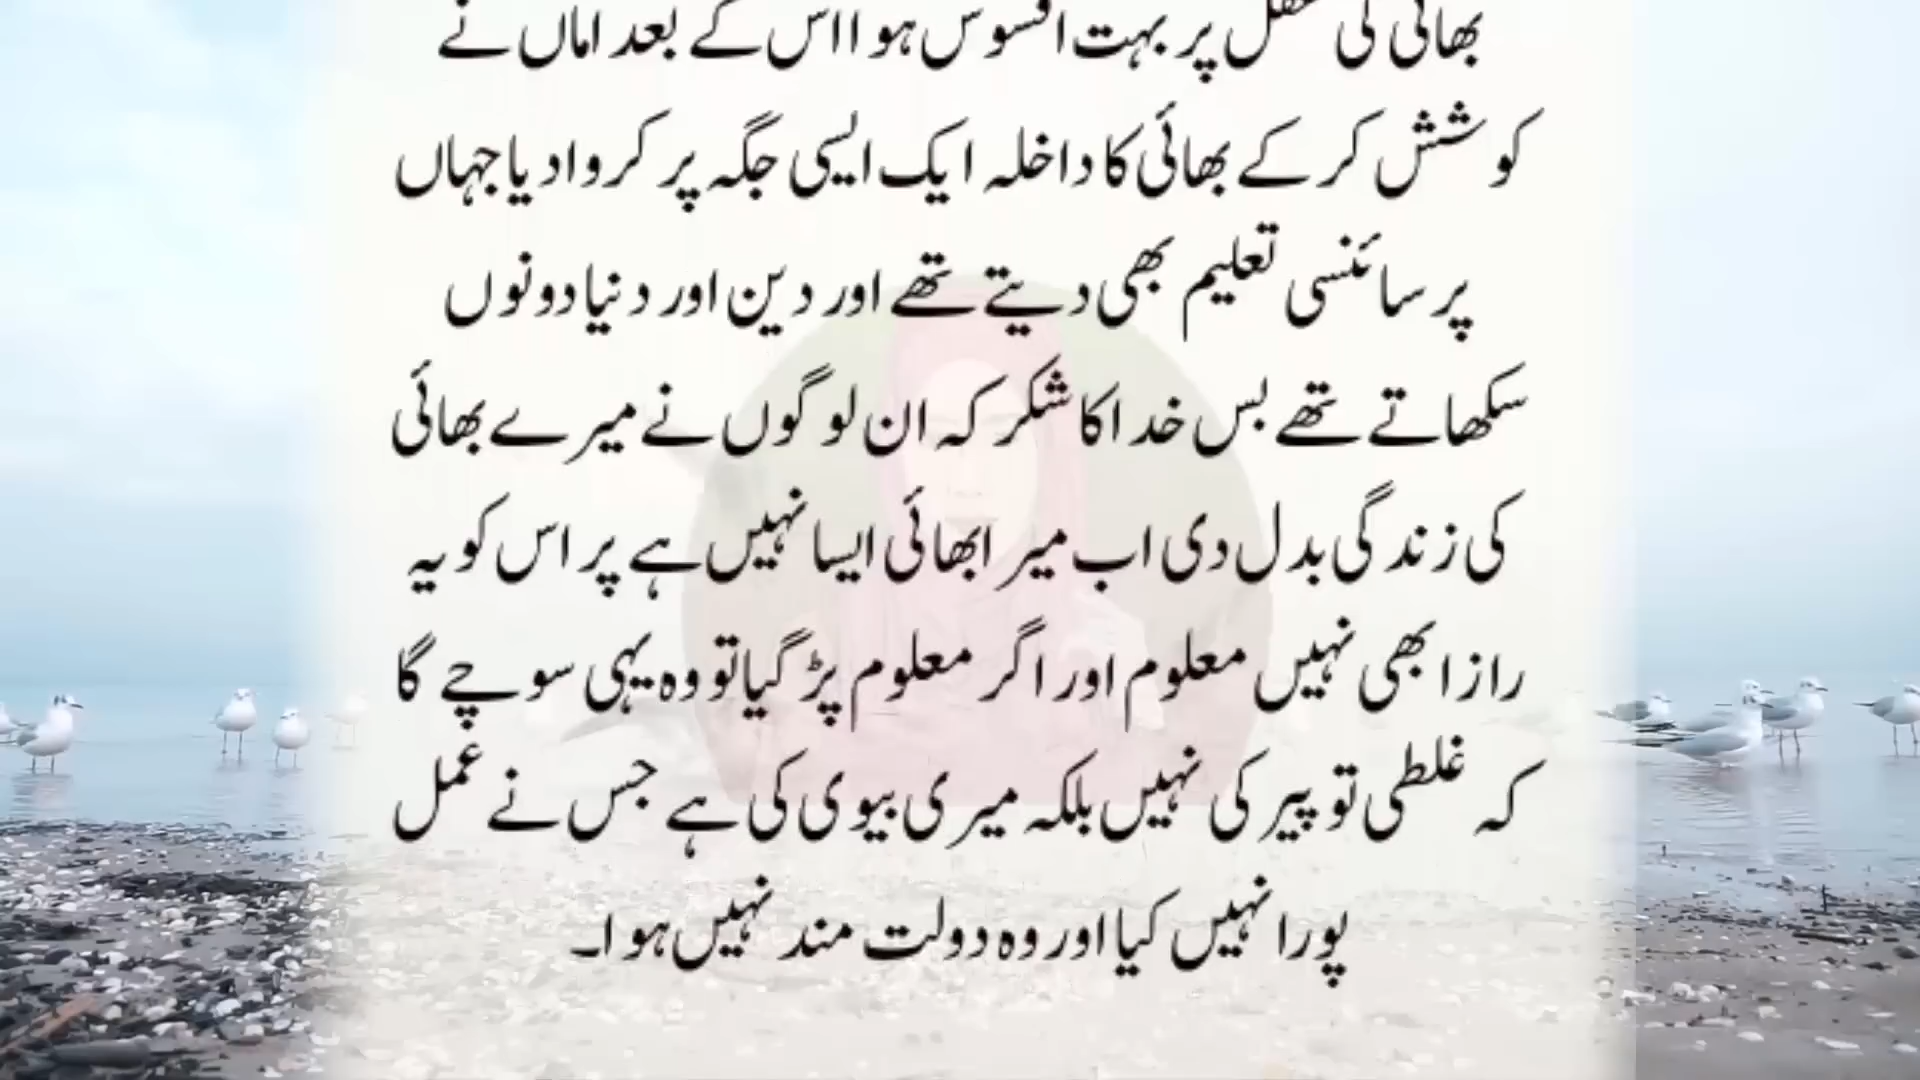 بھائی کی عقل پر بہت افسوس ہوا اس کے بعد اماں نے
کوشش کر کے بھائی کا داخلہ ایک ایسی جگہ پر کروا دیا جہاں
پر سائنسی تعلیم بھی دیتے تھے اور دین اور دنیا دونوں
سکھاتے تھے بس خدا کا شکر کہ ان لوگوں نے میرے بھائی
کی زندگی بدل دی اب میرا بھائی ایسا نہیں ہے پر اس کو یہ
راز ابھی نہیں معلوم اور اگر معلوم پڑ گیا تو وہ یہی سوچے گا
کہ غلطی تو پیر کی نہیں بلکہ میری بیوی کی ہے جس نے عمل
پورا نہیں کیا اور وہ دولت مند نہیں ہوا۔